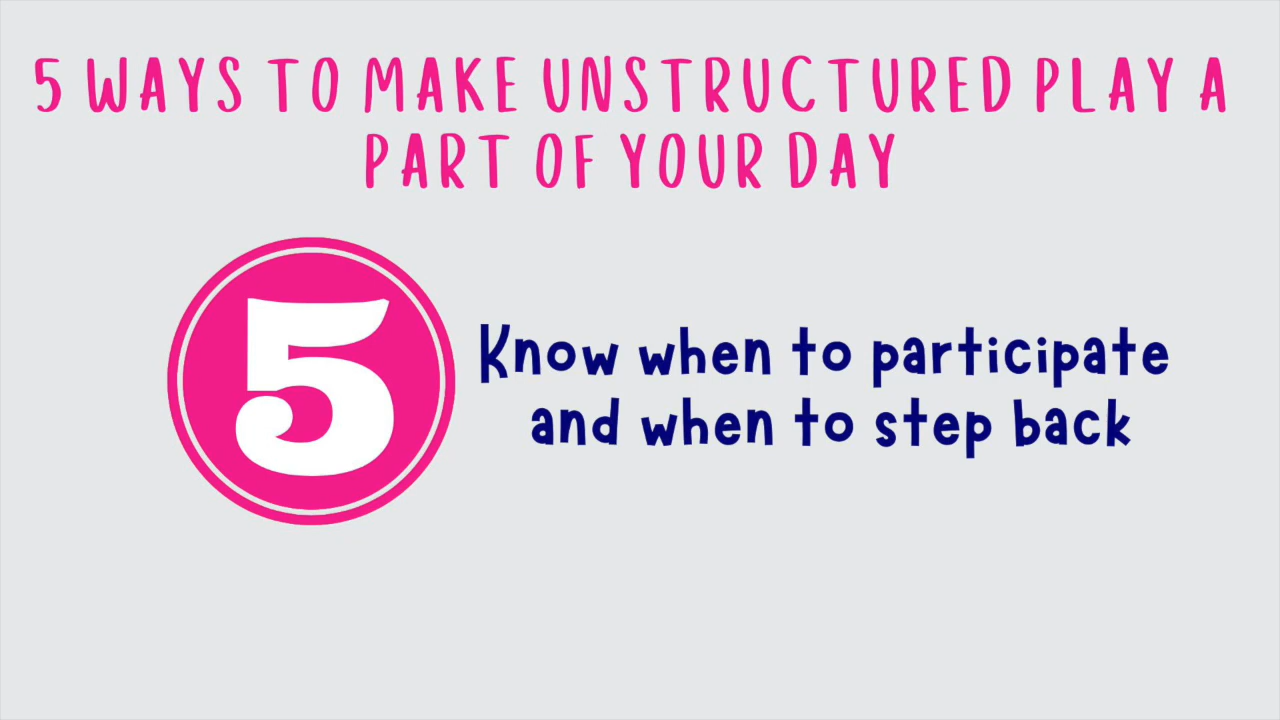 5 WAYS TO MAKE UNSTRUCTURED PLAY A
PART OF YOUR DAY
5
Know when to participate
and when to step back